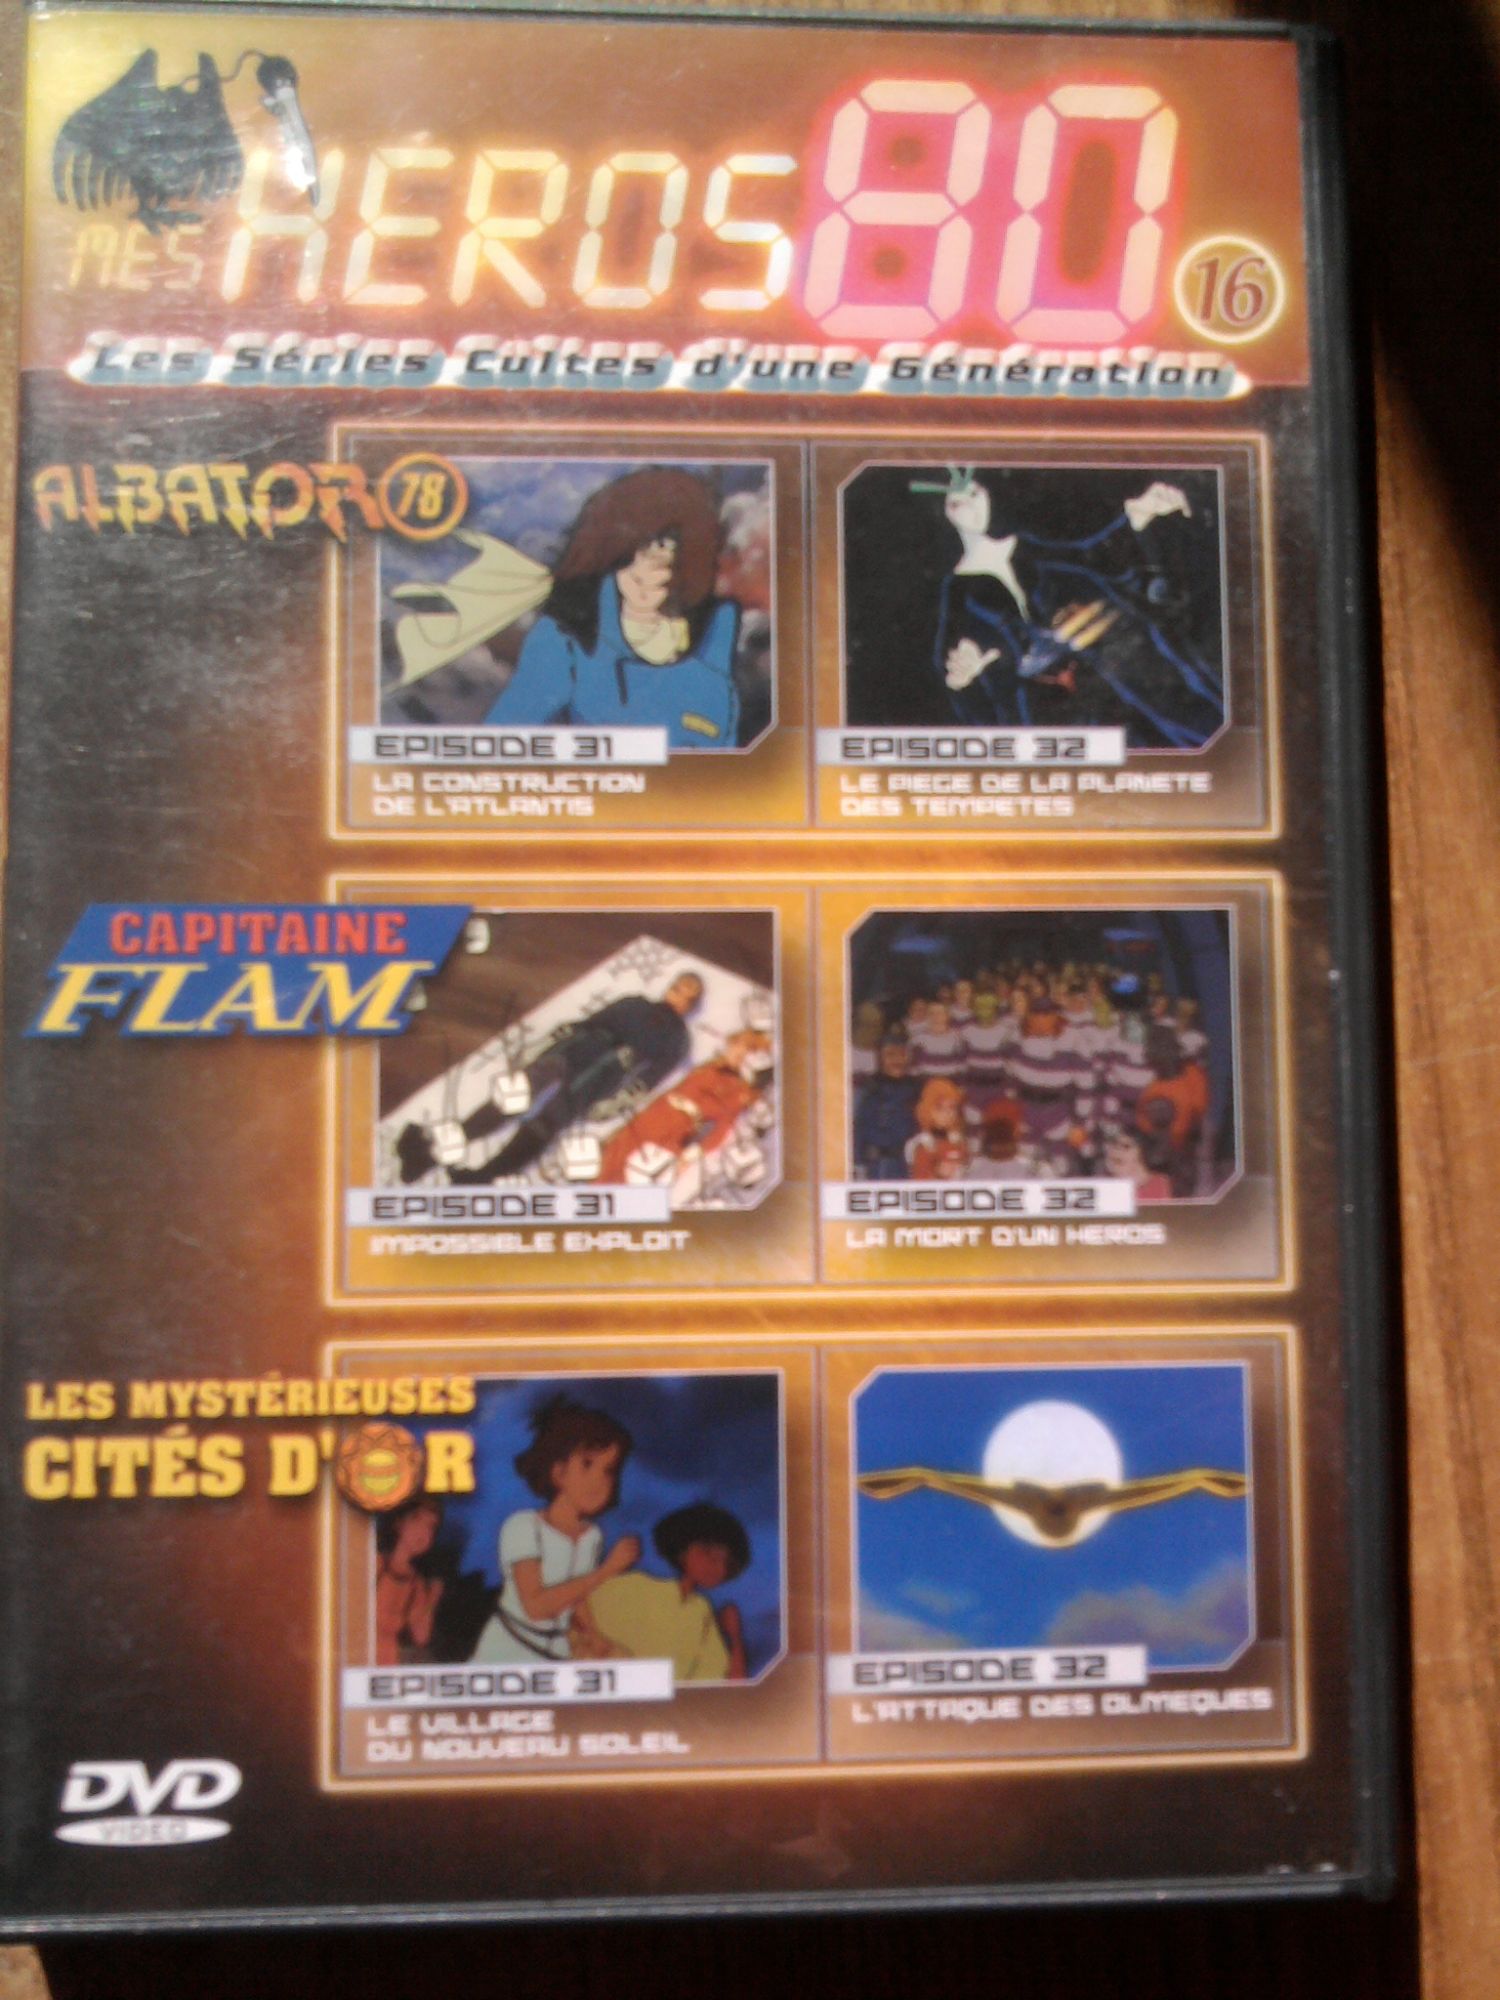 MES HEROS 80
16
Les Séries Cultes d'une Génération
ALBATOR 78
EPISODE 31
LA CONSTRUCTION
DE L'ATLANTIS
EPISODE 32
LE PIEGE DE LA PLANETE
DES TEMPETES
CAPITAINE
FLAM
EPISODE 31
IMPOSSIBLE EXPLOIT
EPISODE 32
LA MORT D'UN HEROS
LES MYSTÉRIEUSES
CITÉS D'OR
EPISODE 31
LE VILLAGE
DU NOUVEAU SOLEIL
EPISODE 32
L'ATTAQUE DES OLMEQUES
DVD
VIDEO